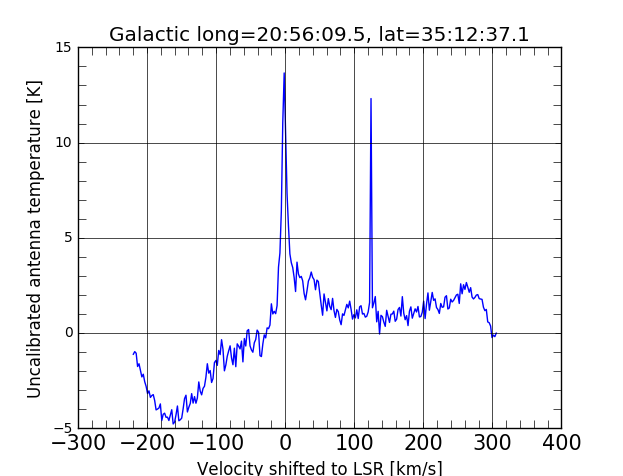 Galactic long=20:56:09.5, lat=35:12:37.1
Uncalibrated antenna temperature [K]
15
10
5
0
−5
−300 −200 −100 0 100 200 300 400
Velocity shifted to LSR [km/s]